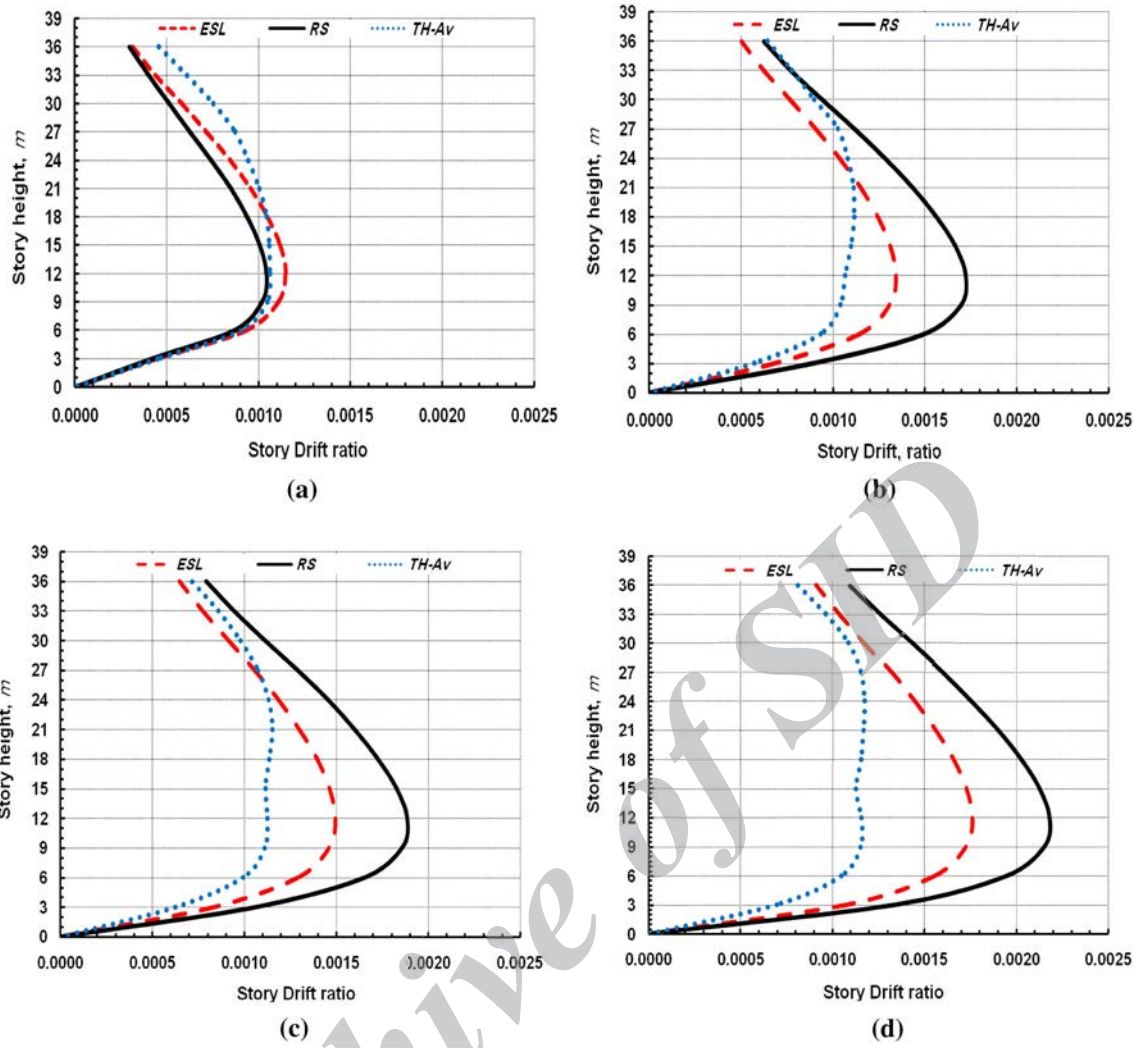 ESL RS TH-Av
39
36
33
30
27
24
21
18
15
12
9
6
3
0
Story height, m
0.0000 0.0005 0.0010 0.0015 0.0020 0.0025
Story Drift ratio
(a)
ESL RS TH-Av
39
36
33
30
27
24
21
18
15
12
9
6
3
0
Story height, m
0.0000 0.0005 0.0010 0.0015 0.0020 0.0025
Story Drift, ratio
(b)
ESL RS TH-Av
39
36
33
30
27
24
21
18
15
12
9
6
3
0
Story height, m
0.0000 0.0005 0.0010 0.0015 0.0020 0.0025
Story Drift ratio
(c)
ESL RS TH-Av
39
36
33
30
27
24
21
18
15
12
9
6
3
0
Story height, m
0.0000 0.0005 0.0010 0.0015 0.0020 0.0025
Story Drift ratio
(d)
hive of SID